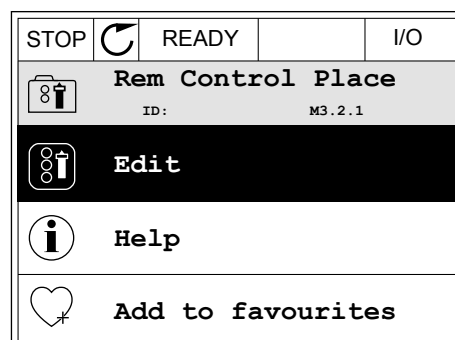 STOP READY I/O
Rem Control Place
ID: M3.2.1
Edit
Help
Add to favourites